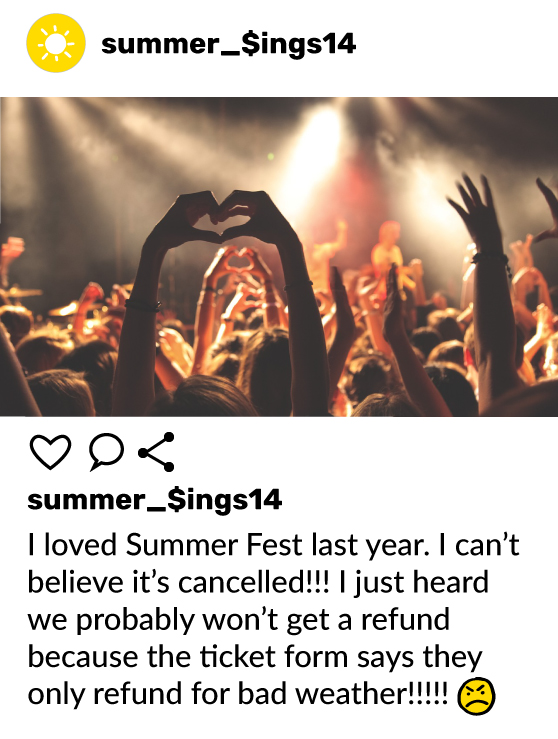 summer_$ings14
summer_$ings14
I loved Summer Fest last year. I can’t
believe it’s cancelled!!! I just heard
we probably won’t get a refund
because the ticket form says they
only refund for bad weather!!!!!